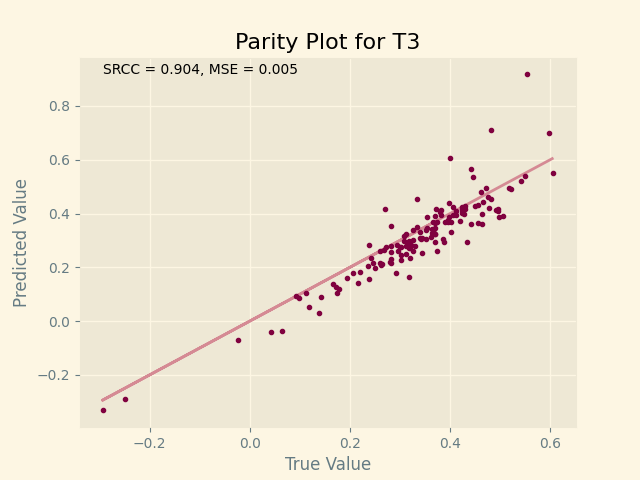 Parity Plot for T3
SRCC = 0.904, MSE = 0.005
0.8
0.6
0.4
0.2
0.0
−0.2
Predicted Value
−0.2 0.0 0.2 0.4 0.6
True Value